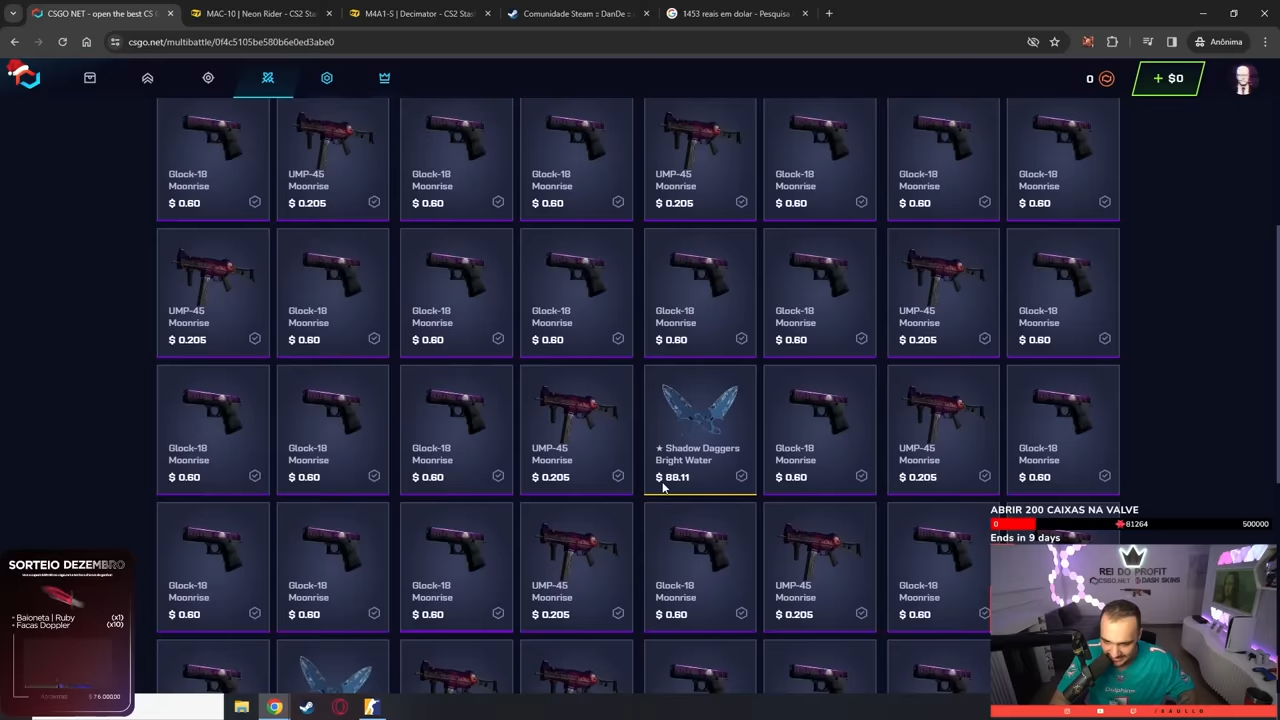 CSGO NET - open the best CS
MAC-10 | Neon Rider - CS2 Sta
M4A1-S | Decimator - CS2 Stas
Comunidade Steam :: DanDe ::
1453 reais em dolar - Pesquisa
csgo.net/multibattle/0f4c5105be580b6e0ed3abe0
Anônima
0
+ $0
Glock-18 UMP-45 Glock-18 Glock-18 UMP-45 Glock-18 Glock-18 Glock-18
Moonrise Moonrise Moonrise Moonrise Moonrise Moonrise Moonrise Moonrise
$ 0.60 $ 0.205 $ 0.60 $ 0.60 $ 0.205 $ 0.60 $ 0.60 $ 0.60
UMP-45 Glock-18 Glock-18 Glock-18 Glock-18 Glock-18 UMP-45 Glock-18
Moonrise Moonrise Moonrise Moonrise Moonrise Moonrise Moonrise Moonrise
$ 0.205 $ 0.60 $ 0.60 $ 0.60 $ 0.60 $ 0.60 $ 0.205 $ 0.60
Glock-18 Glock-18 Glock-18 UMP-45 ★ Shadow Daggers Glock-18 UMP-45 Glock-18
Moonrise Moonrise Moonrise Moonrise Bright Water Moonrise Moonrise Moonrise
$ 0.60 $ 0.60 $ 0.60 $ 0.205 $ 88.11 $ 0.60 $ 0.205 $ 0.60
Glock-18 Glock-18 Glock-18 UMP-45 Glock-18 UMP-45 Glock-18
Moonrise Moonrise Moonrise Moonrise Moonrise Moonrise Moonrise
$ 0.60 $ 0.60 $ 0.60 $ 0.205 $ 0.60 $ 0.205 $ 0.60
ABRIR 200 CAIXAS NA VALVE
0 81264 500000
Ends in 9 days
REI DO PROFIT
CSGO.NET DASH SKINS
Dolphins
/SAULLO
SORTEIO DEZEMBRO
- Baioneta | Ruby (x1)
- Facas Doppler (x10)
$ 76.000,00